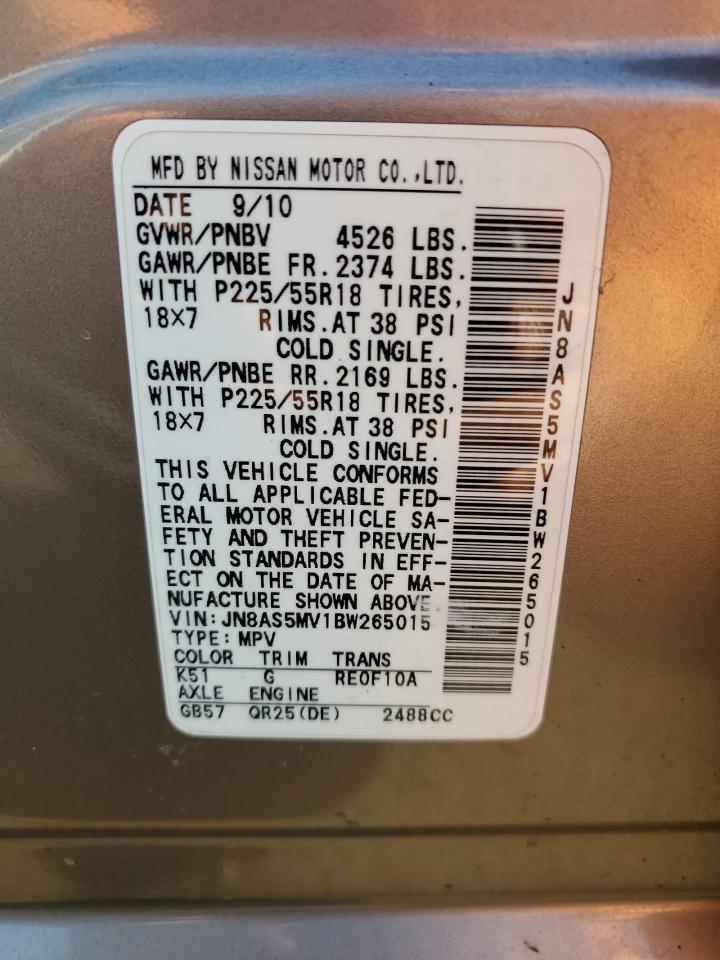 MFD BY NISSAN MOTOR CO.,LTD.
DATE 9/10
GVWR/PNBV 4526 LBS.
GAWR/PNBE FR. 2374 LBS.
WITH P225/55R18 TIRES,
18X7 RIMS. AT 38 PSI
COLD SINGLE.
GAWR/PNBE RR. 2169 LBS.
WITH P225/55R18 TIRES,
18X7 RIMS. AT 38 PSI
COLD SINGLE.
THIS VEHICLE CONFORMS
TO ALL APPLICABLE FED-
ERAL MOTOR VEHICLE SA-
FETY AND THEFT PREVEN-
TION STANDARDS IN EFF-
ECT ON THE DATE OF MA-
NUFACTURE SHOWN ABOVE.
VIN: JN8AS5MV1BW265015
TYPE: MPV
COLOR TRIM TRANS
K51 G RE0F10A
AXLE ENGINE
GB57 QR25(DE) 2488CC
JN8AS5MV1BW265015